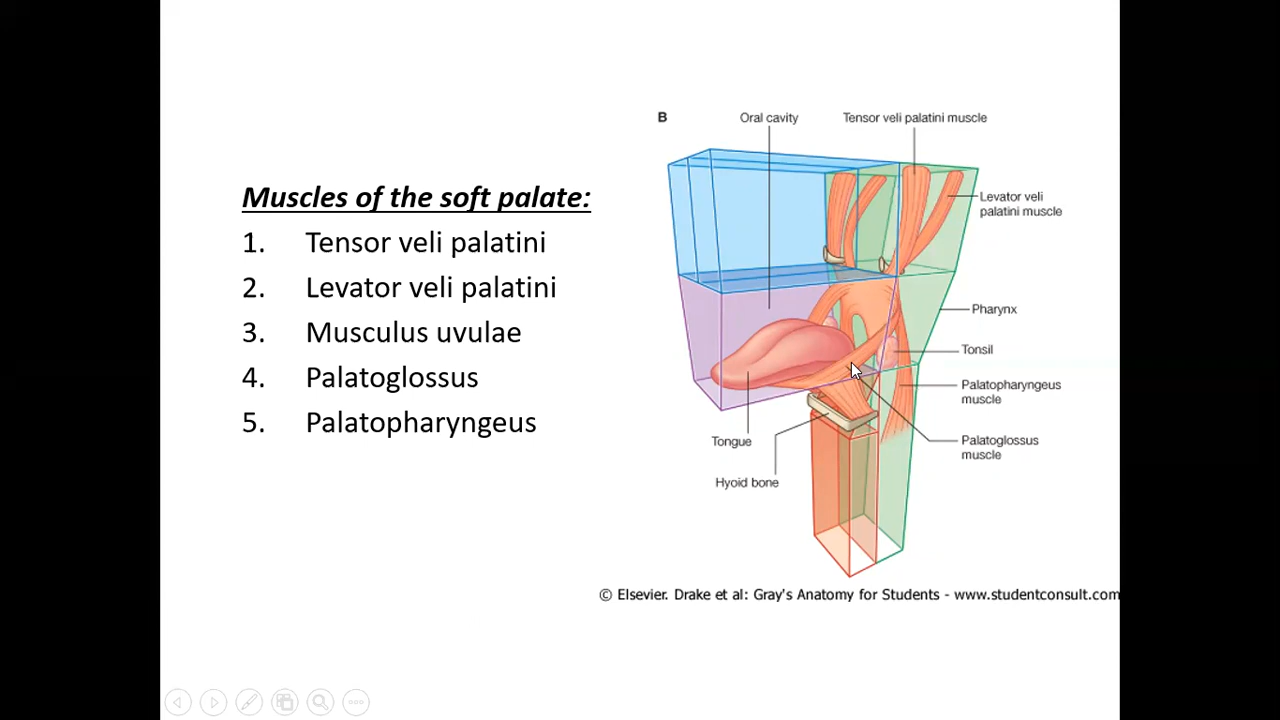 Muscles of the soft palate:
1. Tensor veli palatini
2. Levator veli palatini
3. Musculus uvulae
4. Palatoglossus
5. Palatopharyngeus
B
Oral cavity
Tensor veli palatini muscle
Levator veli
palatini muscle
Pharynx
Tonsil
Palatopharyngeus
muscle
Palatoglossus
muscle
Tongue
Hyoid bone
© Elsevier. Drake et al: Gray's Anatomy for Students - www.studentconsult.com